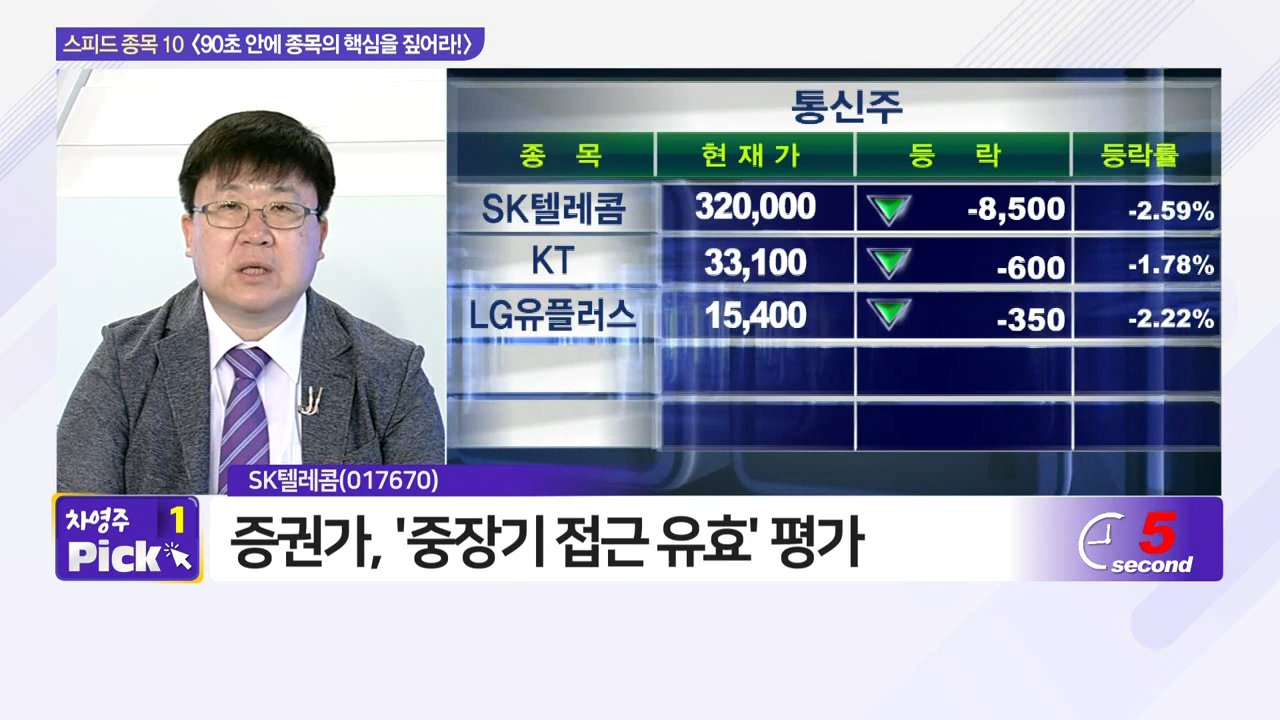 스피드 종목 10 <90초 안에 종목의 핵심을 짚어라!>
통신주
종 목 현 재 가 등 락 등락률
SK텔레콤 320,000 -8,500 -2.59%
KT 33,100 -600 -1.78%
LG유플러스 15,400 -350 -2.22%
SK텔레콤(017670)
차영주 1
Pick
증권가, '중장기 접근 유효' 평가
5
second